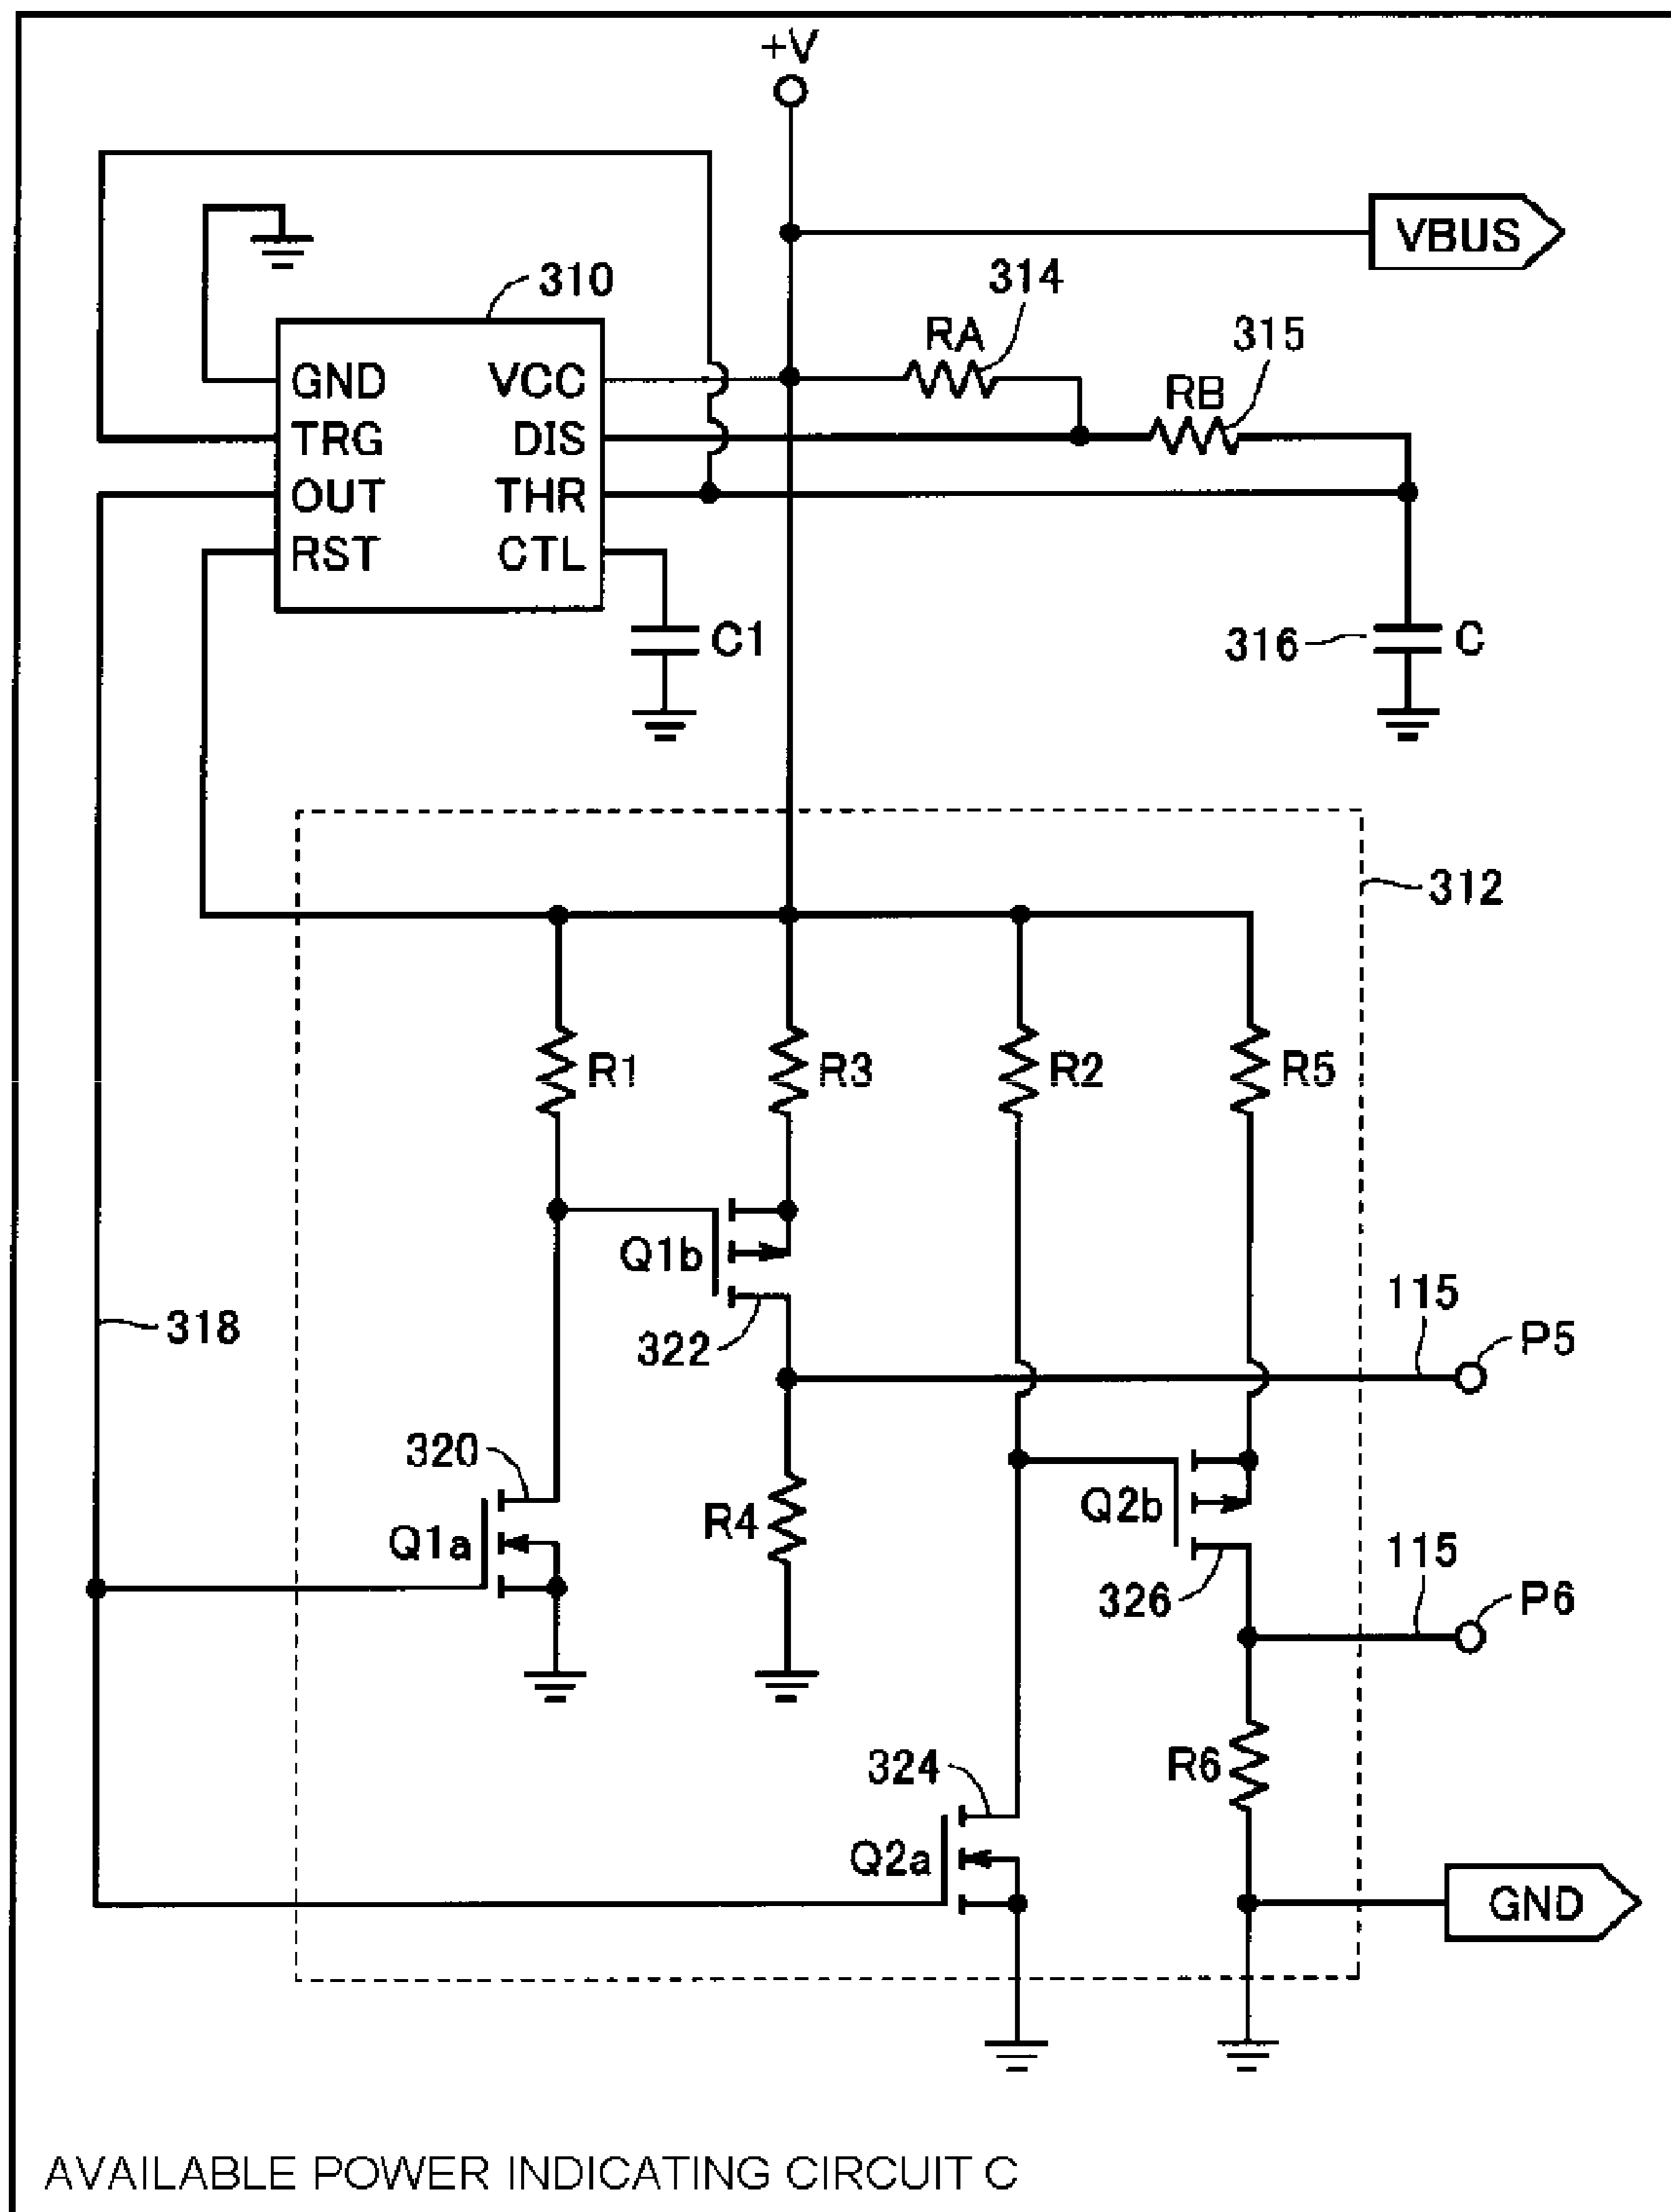 +V
VBUS
310
314
RA
315
RB
GND VCC
TRG DIS
OUT THR
RST CTL
C1
316 C
312
R1 R3 R2 R5
Q1b
322
318
115 P5
320
Q1a
R4
Q2b
326
115 P6
324
Q2a
R6
GND
AVAILABLE POWER INDICATING CIRCUIT C